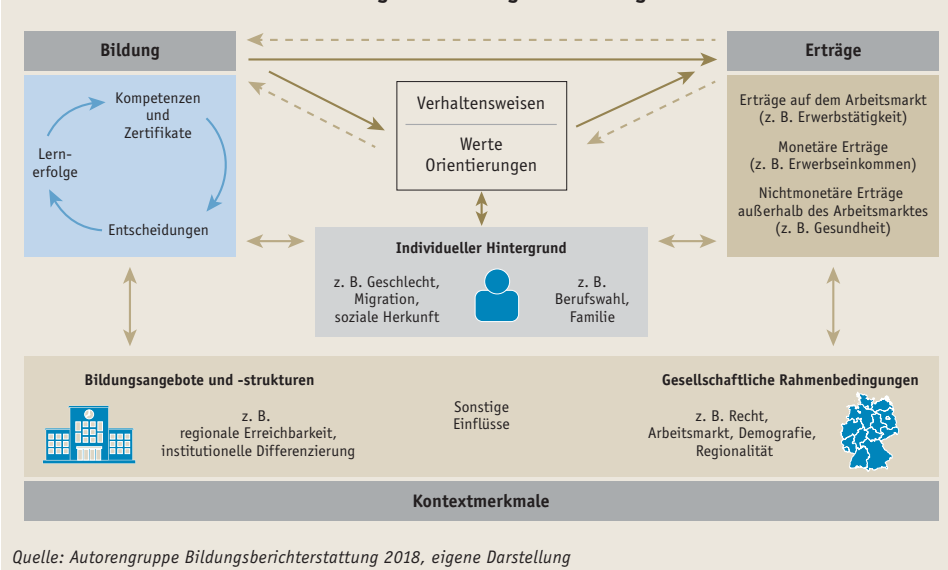 Bildung
Kompetenzen
und
Zertifikate
Lern-
erfolge
Entscheidungen
Verhaltensweisen
Werte
Orientierungen
Erträge
Erträge auf dem Arbeitsmarkt
(z. B. Erwerbstätigkeit)
Monetäre Erträge
(z. B. Erwerbseinkommen)
Nichtmonetäre Erträge
außerhalb des Arbeitsmarktes
(z. B. Gesundheit)
Individueller Hintergrund
z. B. Geschlecht,
Migration,
soziale Herkunft
z. B.
Berufswahl,
Familie
Bildungsangebote und -strukturen
z. B.
regionale Erreichbarkeit,
institutionelle Differenzierung
Sonstige
Einflüsse
Gesellschaftliche Rahmenbedingungen
z. B. Recht,
Arbeitsmarkt, Demografie,
Regionalität
Kontextmerkmale
Quelle: Autorengruppe Bildungsberichterstattung 2018, eigene Darstellung